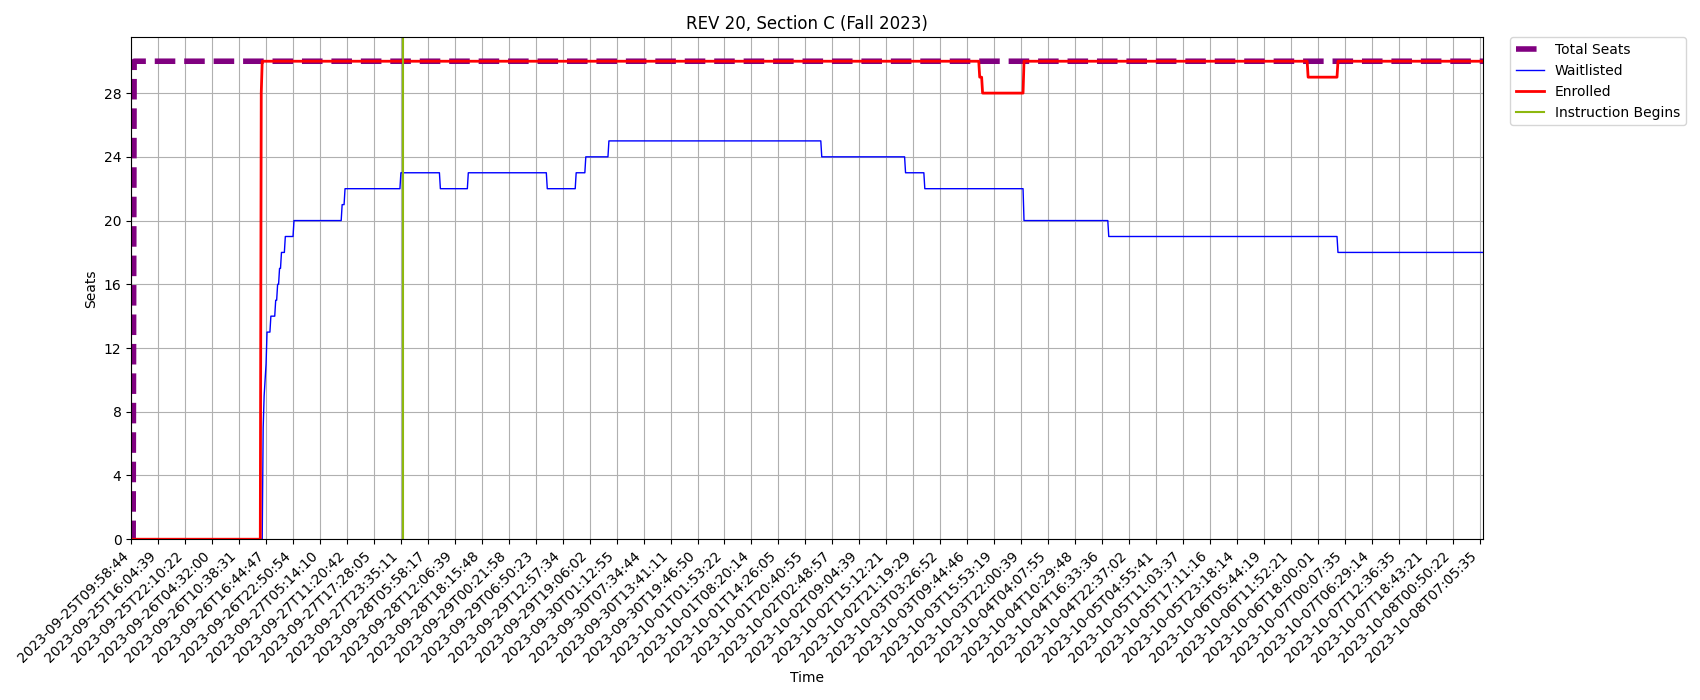 REV 20, Section C (Fall 2023)
Total Seats
Waitlisted
Enrolled
Instruction Begins
Seats
28
24
20
16
12
8
4
0
2023-09-25T09:58:44
2023-09-25T16:04:39
2023-09-25T22:10:22
2023-09-26T04:32:00
2023-09-26T10:38:31
2023-09-26T16:44:47
2023-09-26T22:50:54
2023-09-27T05:14:10
2023-09-27T11:20:42
2023-09-27T17:28:05
2023-09-27T23:35:11
2023-09-28T05:58:17
2023-09-28T12:06:39
2023-09-28T18:15:48
2023-09-29T00:21:58
2023-09-29T06:50:23
2023-09-29T12:57:34
2023-09-29T19:06:02
2023-09-30T01:12:55
2023-09-30T07:34:44
2023-09-30T13:41:11
2023-09-30T19:46:50
2023-10-01T01:53:22
2023-10-01T08:20:14
2023-10-01T14:26:05
2023-10-01T20:40:55
2023-10-02T02:48:57
2023-10-02T09:04:39
2023-10-02T15:12:21
2023-10-02T21:19:29
2023-10-03T03:26:52
2023-10-03T09:44:46
2023-10-03T15:53:19
2023-10-03T22:00:39
2023-10-04T04:07:55
2023-10-04T10:29:48
2023-10-04T16:33:36
2023-10-04T22:37:02
2023-10-05T04:55:41
2023-10-05T11:03:37
2023-10-05T17:11:16
2023-10-05T23:18:14
2023-10-06T05:44:19
2023-10-06T11:52:21
2023-10-06T18:00:01
2023-10-07T00:07:35
2023-10-07T06:29:14
2023-10-07T12:36:35
2023-10-07T18:43:21
2023-10-08T00:50:22
2023-10-08T07:05:35
Time